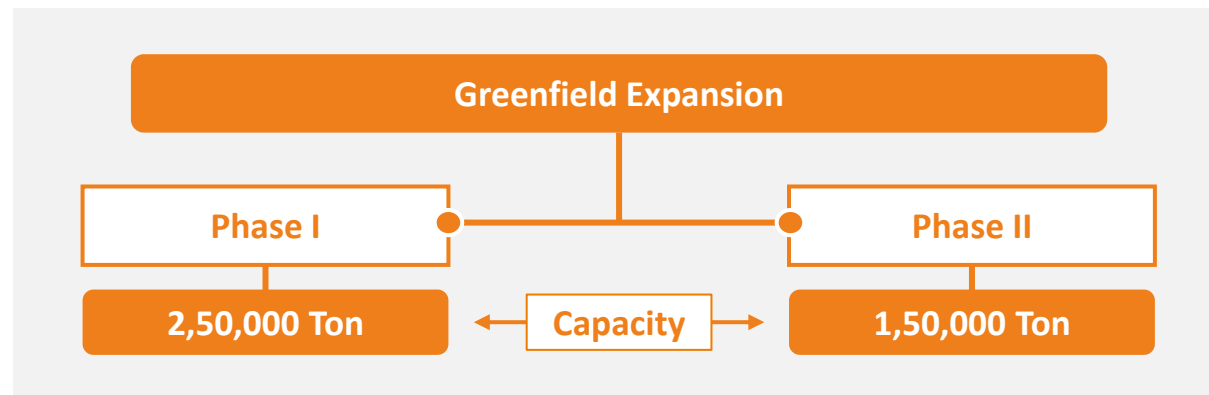 Greenfield Expansion
Phase I
Phase II
2,50,000 Ton
Capacity
1,50,000 Ton